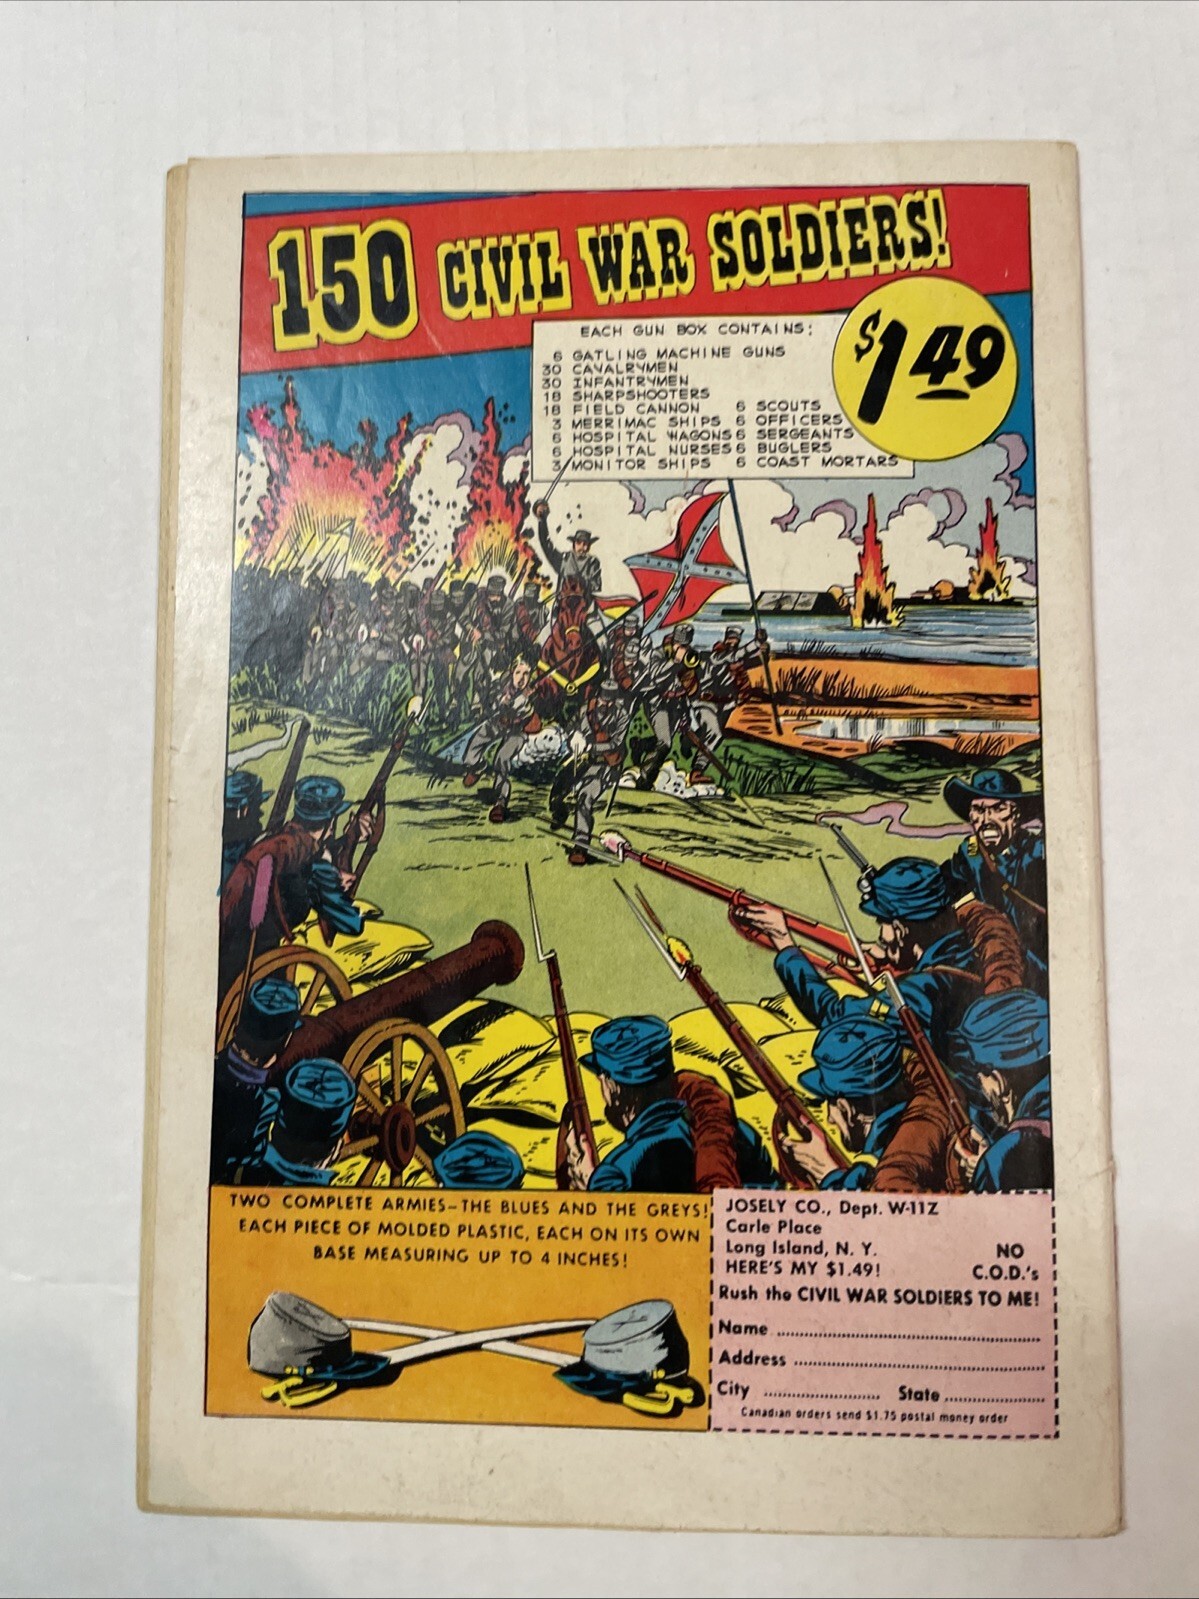 150 CIVIL WAR SOLDIERS!
$1.49
EACH GUN BOX CONTAINS:
6 GATLING MACHINE GUNS
30 CAVALRYMEN
30 INFANTRYMEN
18 SHARPSHOOTERS
18 FIELD CANNON 6 SCOUTS
3 MERRIMAC SHIPS 6 OFFICERS
6 HOSPITAL WAGONS 6 SERGEANTS
6 HOSPITAL NURSES 6 BUGLERS
3 MONITOR SHIPS 6 COAST MORTARS
TWO COMPLETE ARMIES—THE BLUES AND THE GREYS!
EACH PIECE OF MOLDED PLASTIC, EACH ON ITS OWN
BASE MEASURING UP TO 4 INCHES!
JOSELY CO., Dept. W-11Z
Carle Place
Long Island, N. Y.
HERE'S MY $1.49!
NO
C.O.D.'s
Rush the CIVIL WAR SOLDIERS TO ME!
Name
Address
City State
Canadian orders send $1.75 postal money order